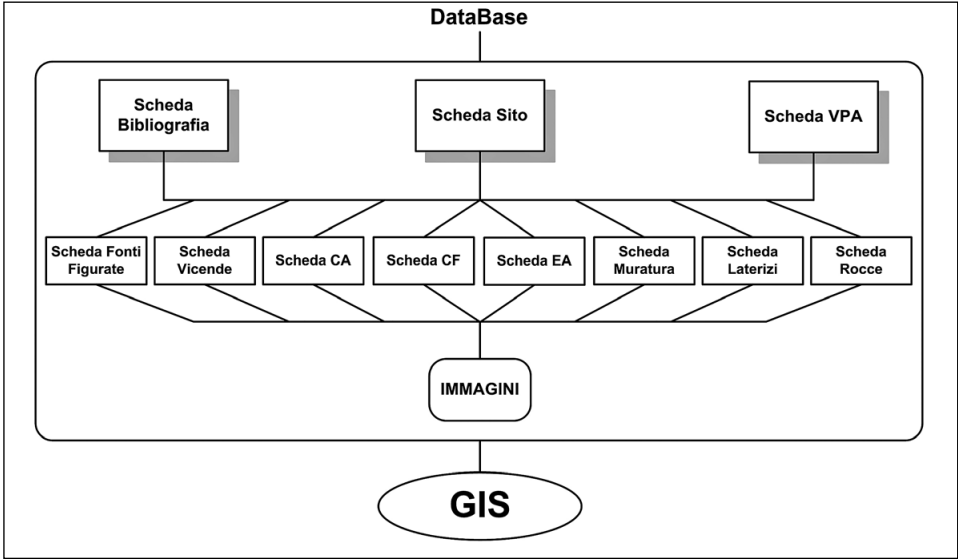 DataBase
Scheda
Bibliografia
Scheda Sito
Scheda VPA
Scheda Fonti
Figurate
Scheda
Vicende
Scheda CA
Scheda CF
Scheda EA
Scheda
Muratura
Scheda
Laterizi
Scheda
Rocce
IMMAGINI
GIS